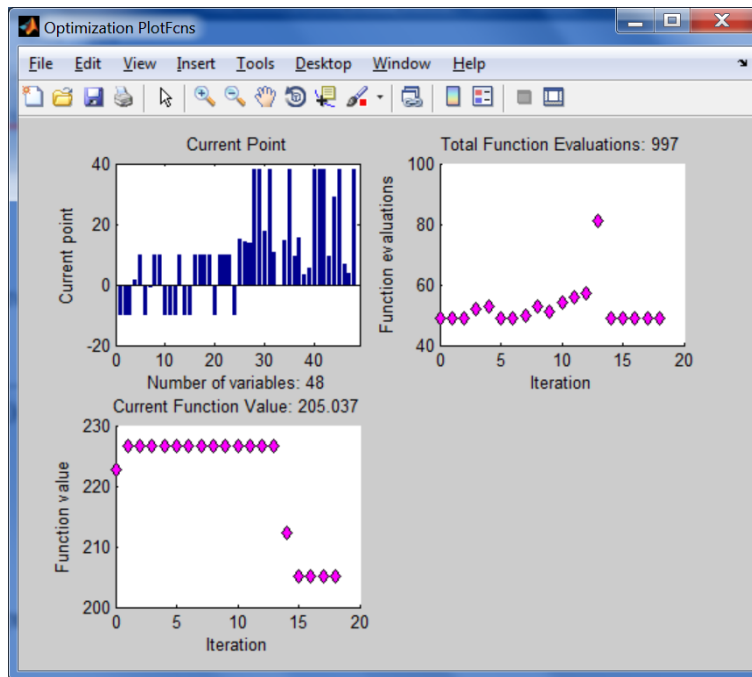 Optimization PlotFcns
File Edit View Insert Tools Desktop Window Help
Current Point
Current point
40
20
0
-20
0 10 20 30 40
Number of variables: 48
Total Function Evaluations: 997
Function evaluations
100
80
60
40
0 5 10 15 20
Iteration
Current Function Value: 205.037
Function value
230
220
210
200
0 5 10 15 20
Iteration